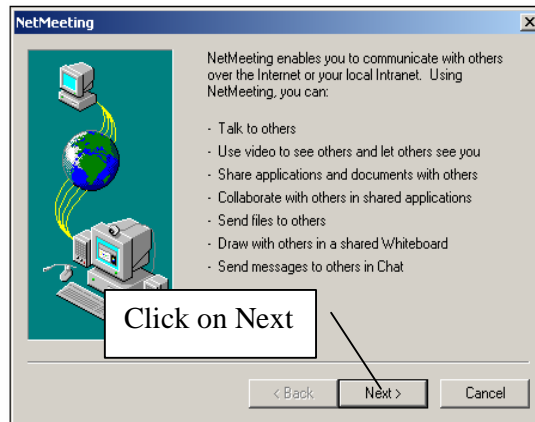 NetMeeting
NetMeeting enables you to communicate with others
over the Internet or your local Intranet. Using
NetMeeting, you can:
- Talk to others
- Use video to see others and let others see you
- Share applications and documents with others
- Collaborate with others in shared applications
- Send files to others
- Draw with others in a shared Whiteboard
- Send messages to others in Chat
Click on Next
< Back Next > Cancel